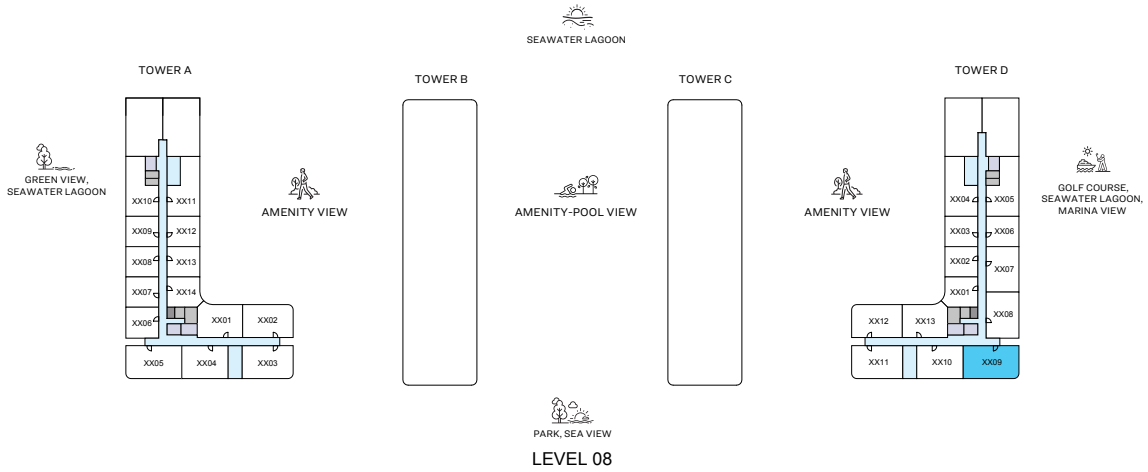 SEAWATER LAGOON
TOWER A
TOWER B
TOWER C
TOWER D
GREEN VIEW,
SEAWATER LAGOON
AMENITY VIEW
AMENITY-POOL VIEW
AMENITY VIEW
GOLF COURSE,
SEAWATER LAGOON,
MARINA VIEW
XX10 XX11
XX09 XX12
XX08 XX13
XX07 XX14
XX06 XX01 XX02
XX05 XX04 XX03
XX04 XX05
XX03 XX06
XX02 XX07
XX01
XX12 XX13 XX08
XX11 XX10 XX09
PARK, SEA VIEW
LEVEL 08